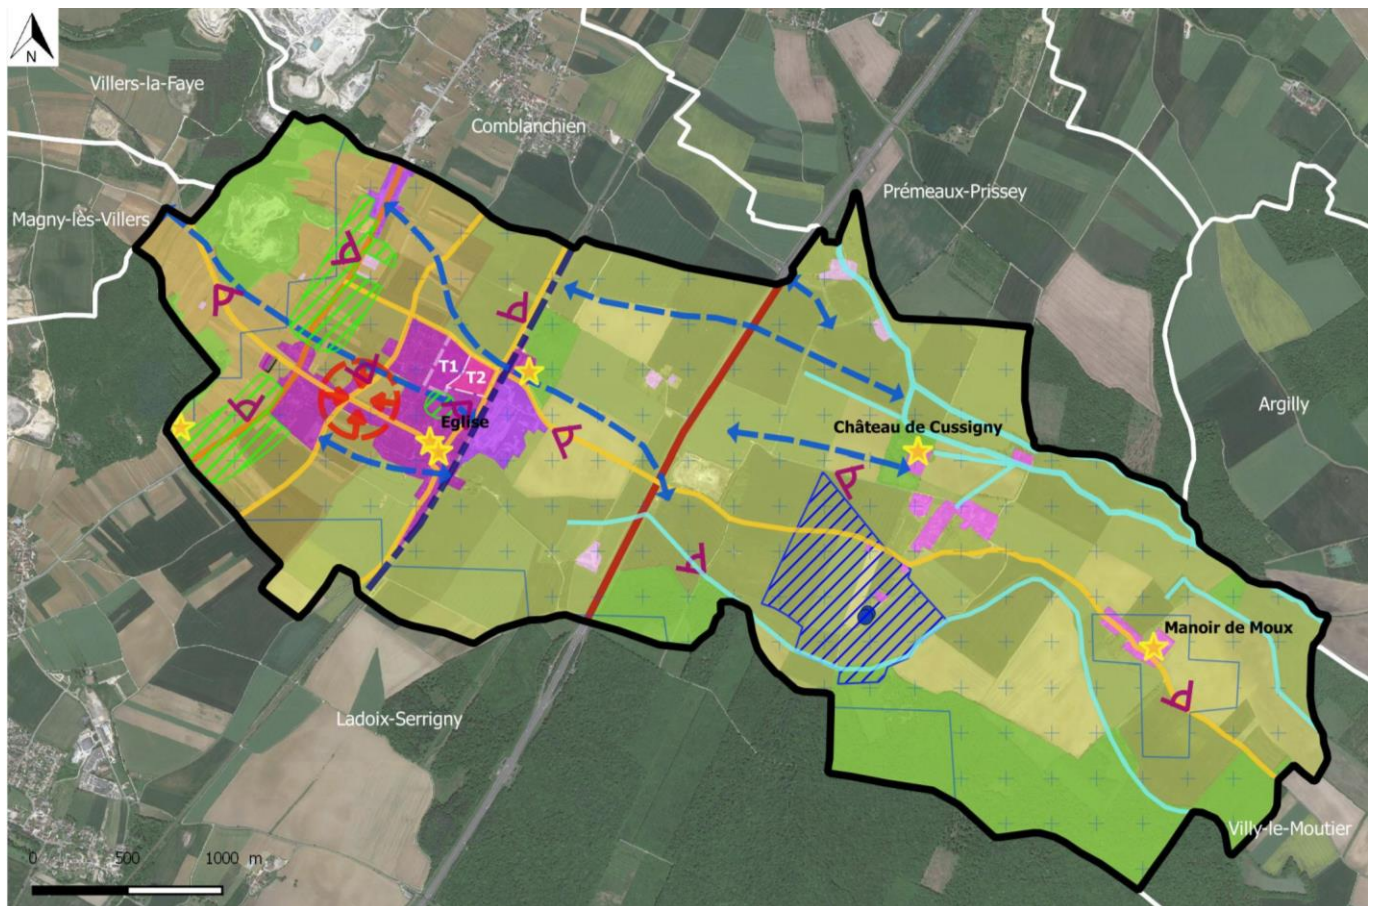 N
Villers-la-Faye
Comblanchien
Prémeaux-Prissey
Magny-lès-Villers
T1
T2
Argilly
Eglise
Château de Cussigny
Manoir de Moux
Ladoix-Serrigny
Villy-le-Moutier
0 500 1000 m